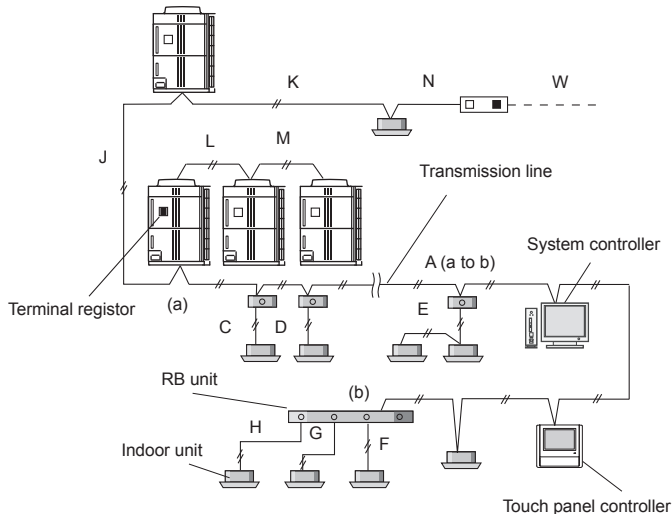 K
N
W
J
L
M
Transmission line
A (a to b)
System controller
Terminal registor
(a)
C
D
E
RB unit
(b)
H
G
F
Indoor unit
Touch panel controller